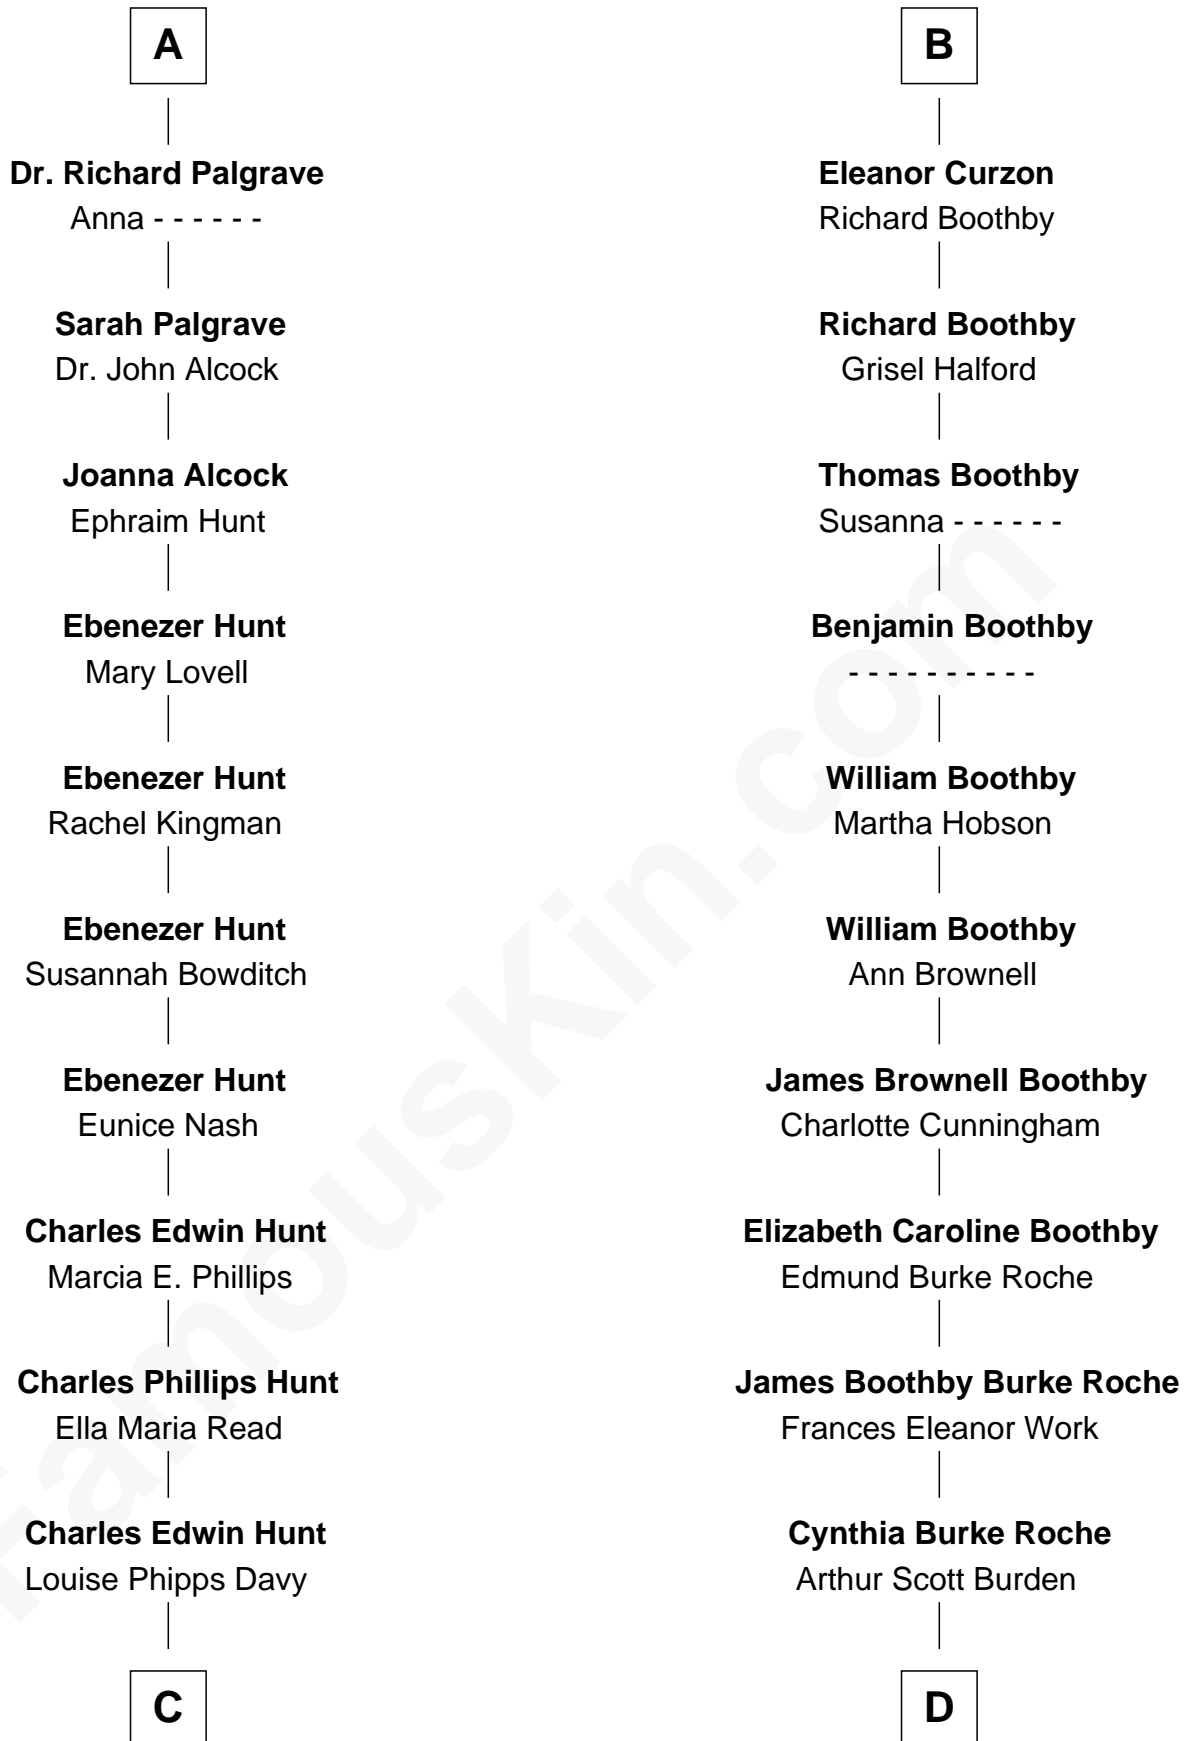 A
Dr. Richard Palgrave
Anna - - - - - -
Sarah Palgrave
Dr. John Alcock
Joanna Alcock
Ephraim Hunt
Ebenezer Hunt
Mary Lovell
Ebenezer Hunt
Rachel Kingman
Ebenezer Hunt
Susannah Bowditch
Ebenezer Hunt
Eunice Nash
Charles Edwin Hunt
Marcia E. Phillips
Charles Phillips Hunt
Ella Maria Read
Charles Edwin Hunt
Louise Phipps Davy
C
B
Eleanor Curzon
Richard Boothby
Richard Boothby
Grisel Halford
Thomas Boothby
Susanna - - - - - -
Benjamin Boothby
- - - - - - - - - -
William Boothby
Martha Hobson
William Boothby
Ann Brownell
James Brownell Boothby
Charlotte Cunningham
Elizabeth Caroline Boothby
Edmund Burke Roche
James Boothby Burke Roche
Frances Eleanor Work
Cynthia Burke Roche
Arthur Scott Burden
D
FamousKin.com